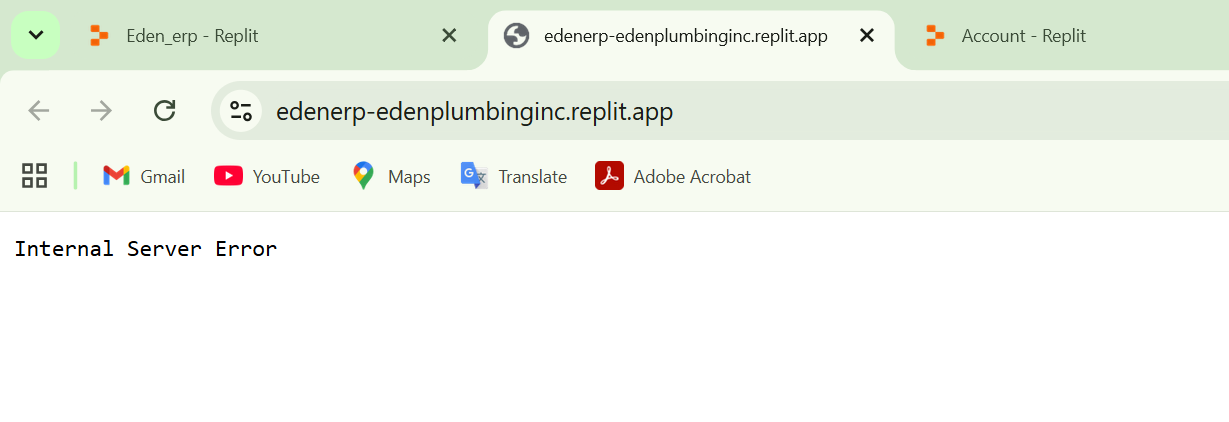 Eden_erp - Replit
edenerp-edenplumbinginc.replit.app
Account - Replit
edenerp-edenplumbinginc.replit.app
Gmail YouTube Maps Translate Adobe Acrobat
Internal Server Error